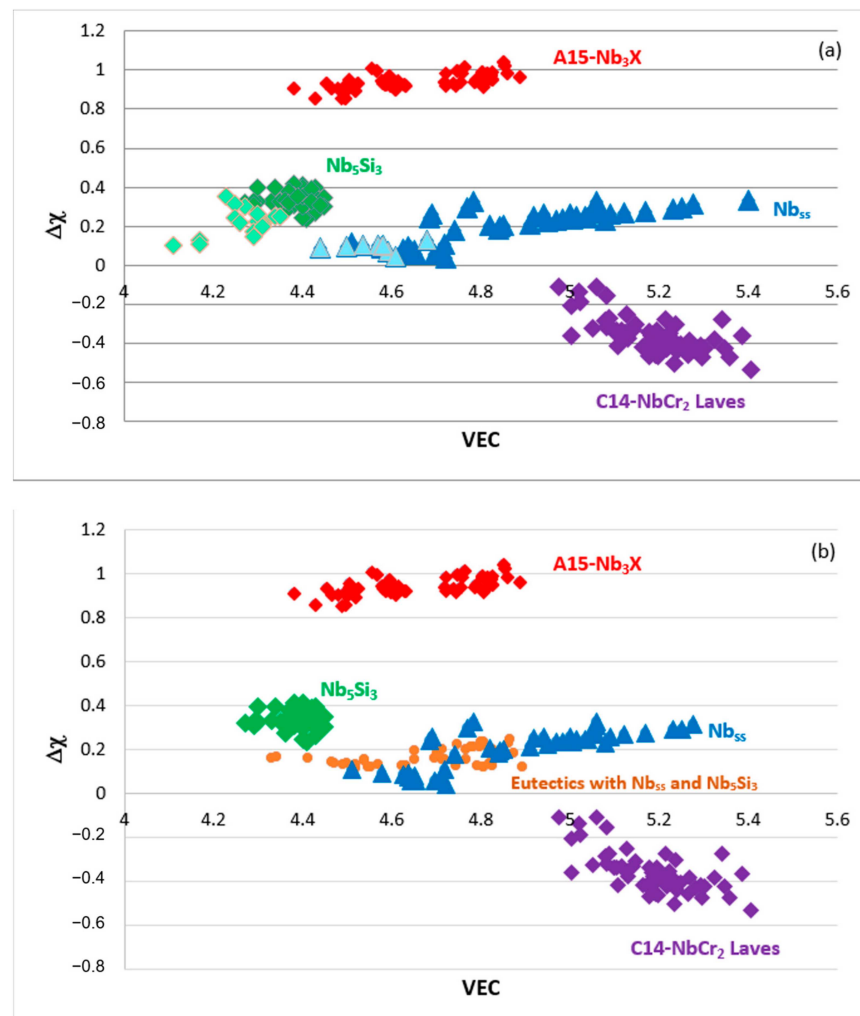 1.2
(a)
A15-Nb₃X
1
0.8
0.6
Nb₅Si₃
0.4
Nbss
0.2
Δχ
0
4 4.2 4.4 4.6 4.8 5 5.2 5.4 5.6
−0.2
−0.4
−0.6
C14-NbCr₂ Laves
−0.8
VEC
1.2
(b)
A15-Nb₃X
1
0.8
0.6
Nb₅Si₃
0.4
Nbss
0.2
Δχ
Eutectics with Nbss and Nb₅Si₃
0
4 4.2 4.4 4.6 4.8 5 5.2 5.4 5.6
−0.2
−0.4
−0.6
C14-NbCr₂ Laves
−0.8
VEC